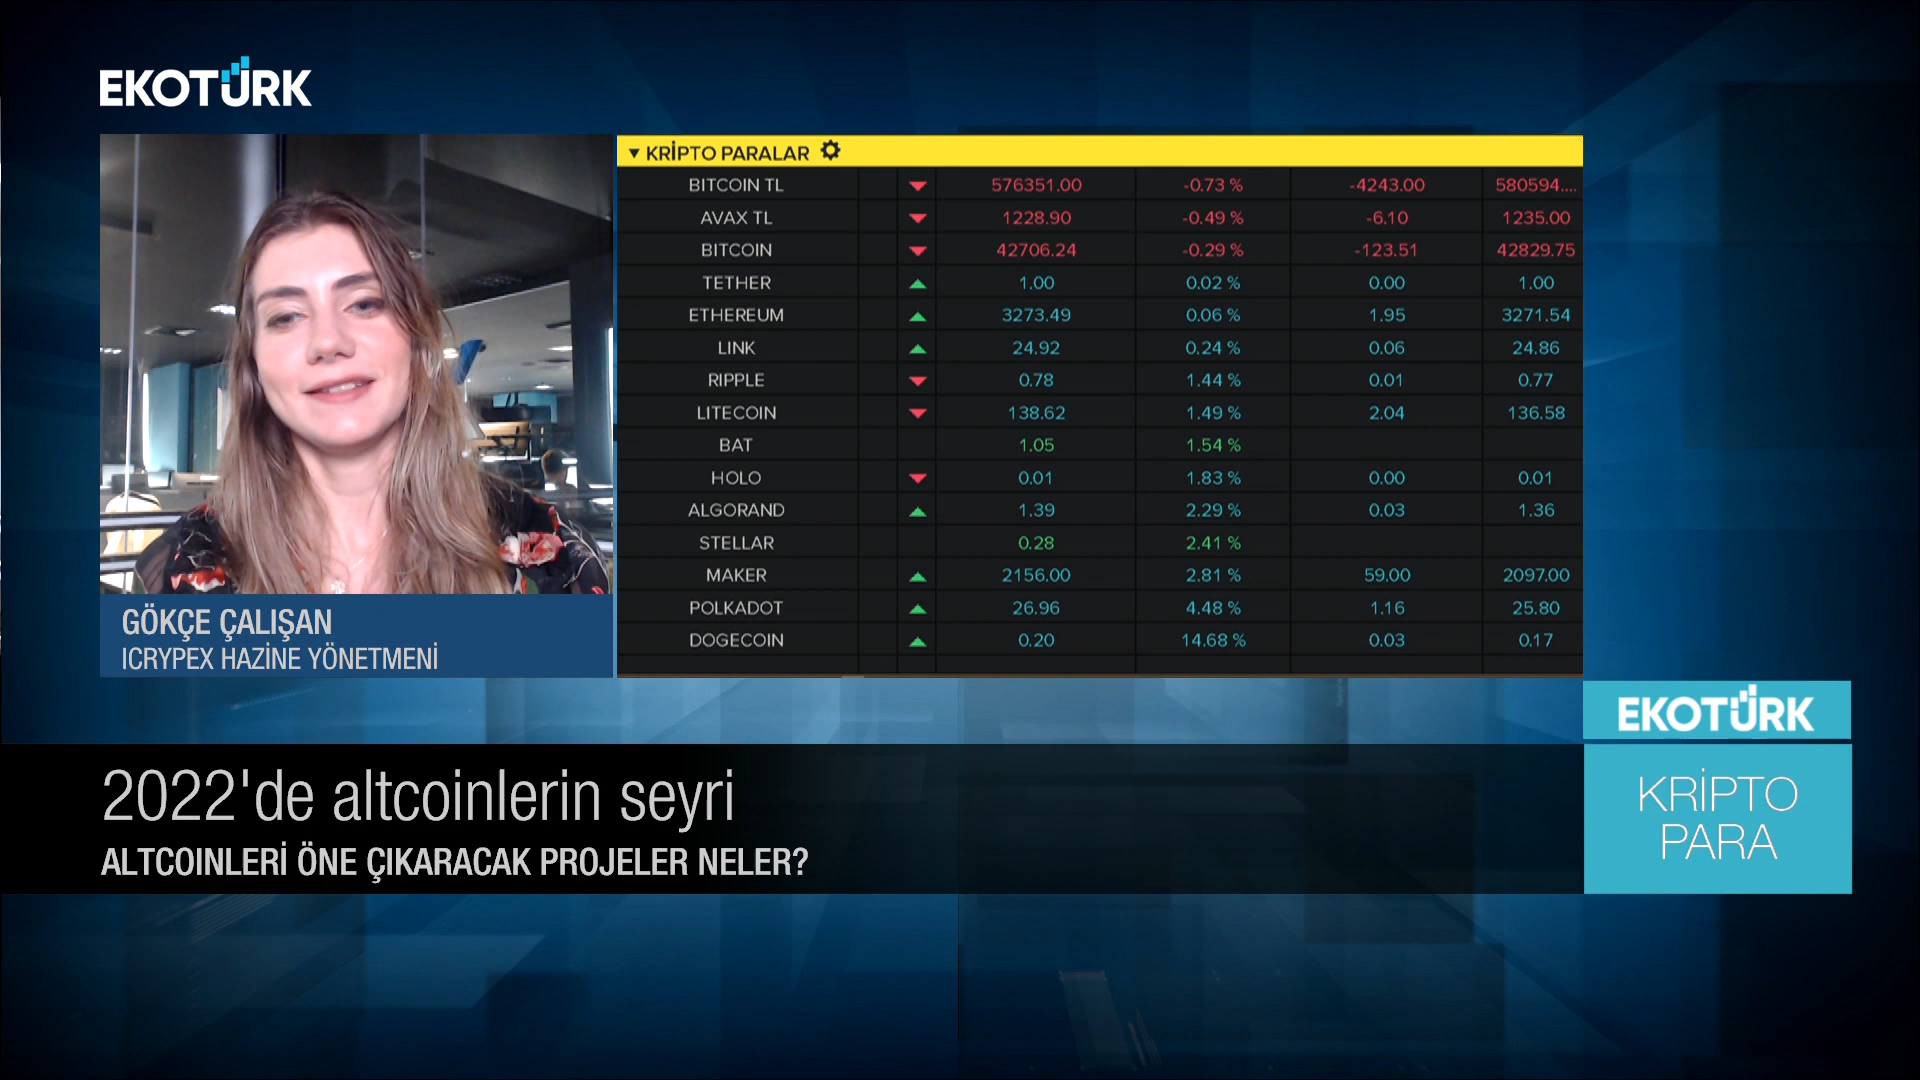 EKOTÜRK
▼ KRİPTO PARALAR
BITCOIN TL 576351.00 -0.73 % -4243.00 580594....
AVAX TL 1228.90 -0.49 % -6.10 1235.00
BITCOIN 42706.24 -0.29 % -123.51 42829.75
TETHER 1.00 0.02 % 0.00 1.00
ETHEREUM 3273.49 0.06 % 1.95 3271.54
LINK 24.92 0.24 % 0.06 24.86
RIPPLE 0.78 1.44 % 0.01 0.77
LITECOIN 138.62 1.49 % 2.04 136.58
BAT 1.05 1.54 %
HOLO 0.01 1.83 % 0.00 0.01
ALGORAND 1.39 2.29 % 0.03 1.36
STELLAR 0.28 2.41 %
MAKER 2156.00 2.81 % 59.00 2097.00
POLKADOT 26.96 4.48 % 1.16 25.80
DOGECOIN 0.20 14.68 % 0.03 0.17
GÖKÇE ÇALIŞAN
ICRYPEX HAZİNE YÖNETMENİ
EKOTÜRK
KRİPTO
PARA
2022'de altcoinlerin seyri
ALTCOINLERİ ÖNE ÇIKARACAK PROJELER NELER?